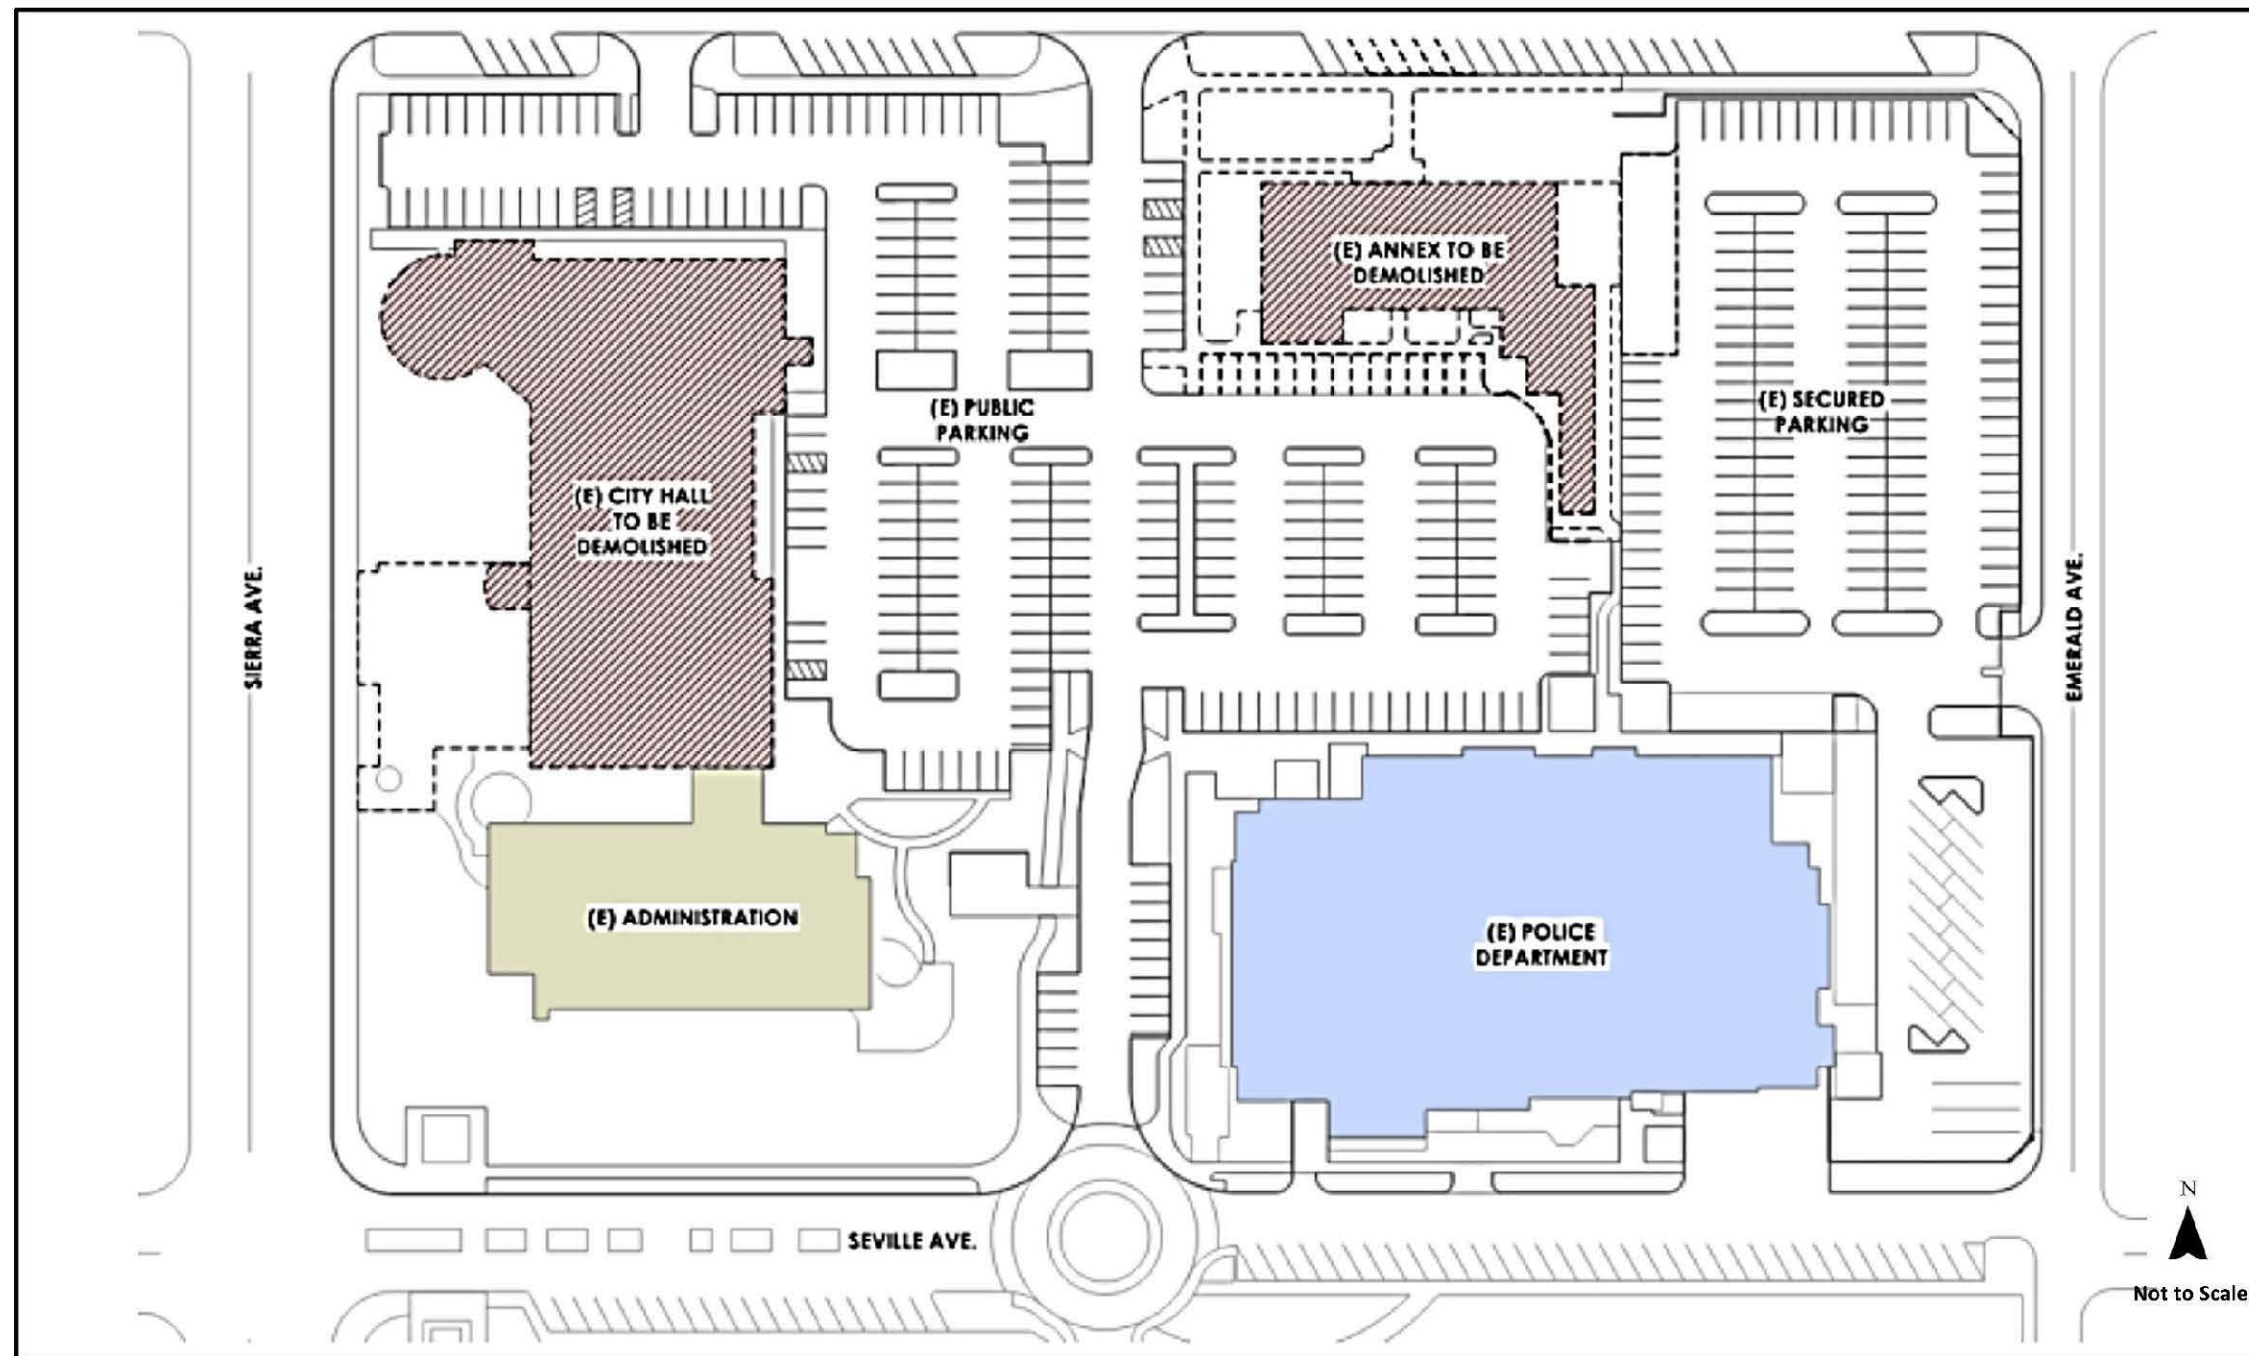 (E) ANNEX TO BE
DEMOLISHED
(E) PUBLIC
PARKING
(E) SECURED
PARKING
(E) CITY HALL
TO BE
DEMOLISHED
SIERRA AVE.
EMERALD AVE.
(E) ADMINISTRATION
(E) POLICE
DEPARTMENT
SEVILLE AVE.
N
Not to Scale